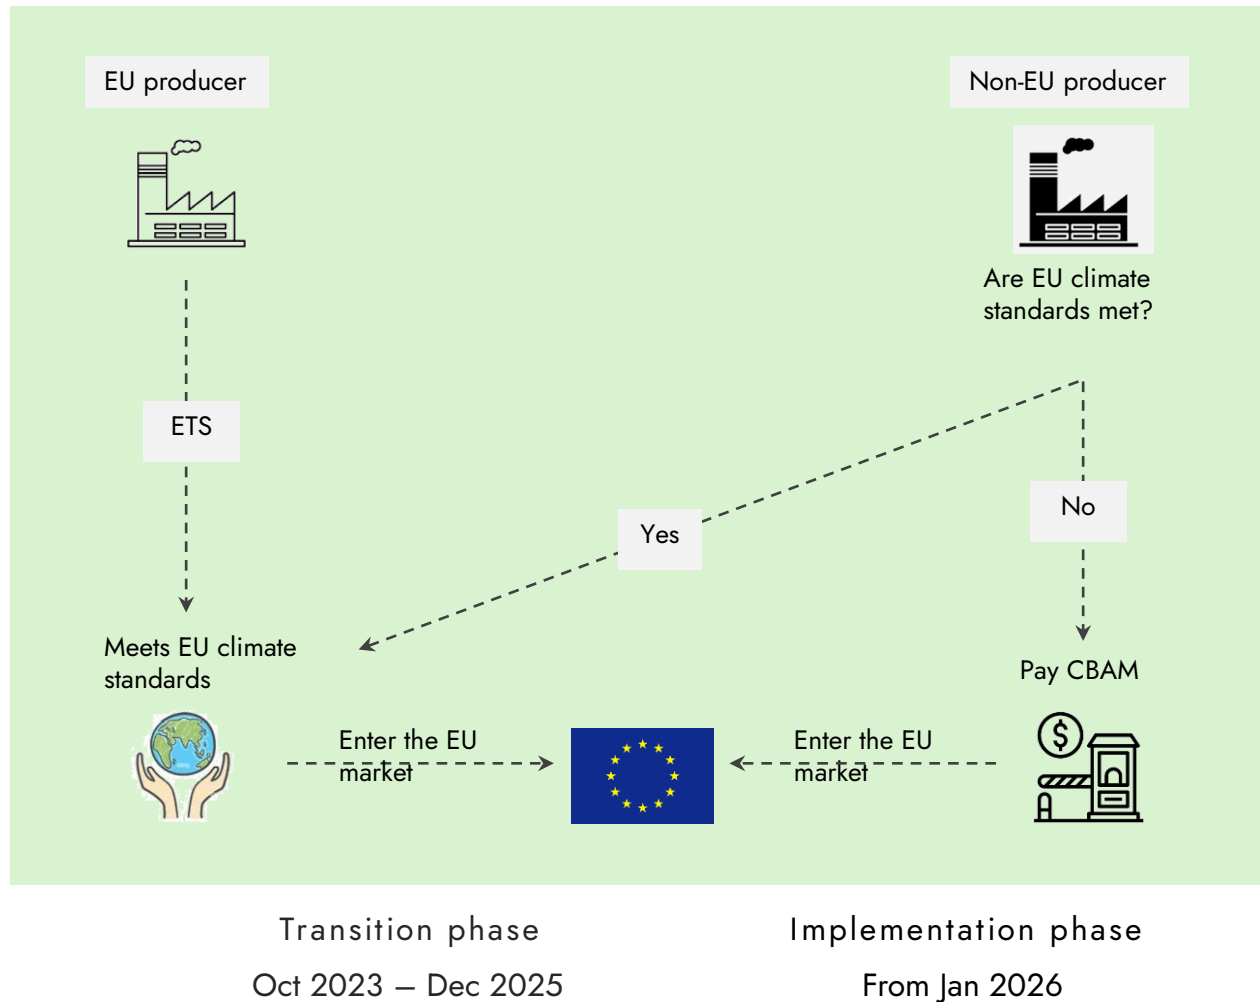 EU producer
Non-EU producer
Are EU climate
standards met?
ETS
No
Yes
Meets EU climate
standards
Pay CBAM
Enter the EU
market
Enter the EU
market
$
Transition phase
Implementation phase
Oct 2023 – Dec 2025
From Jan 2026